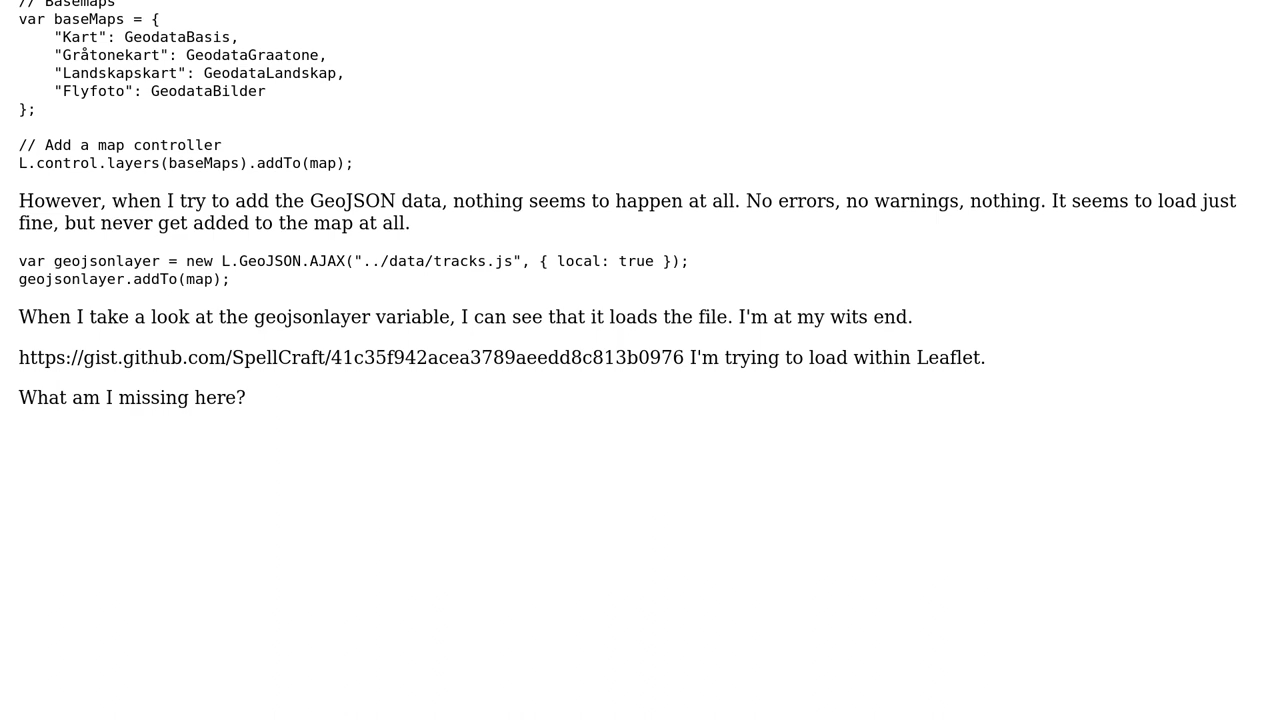 // Basemaps
var baseMaps = {
    "Kart": GeodataBasis,
    "Gråtonekart": GeodataGraatone,
    "Landskapskart": GeodataLandskap,
    "Flyfoto": GeodataBilder
};

// Add a map controller
L.control.layers(baseMaps).addTo(map);
However, when I try to add the GeoJSON data, nothing seems to happen at all. No errors, no warnings, nothing. It seems to load just
fine, but never get added to the map at all.
var geojsonlayer = new L.GeoJSON.AJAX("../data/tracks.js", { local: true });
geojsonlayer.addTo(map);
When I take a look at the geojsonlayer variable, I can see that it loads the file. I'm at my wits end.
https://gist.github.com/SpellCraft/41c35f942acea3789aeedd8c813b0976 I'm trying to load within Leaflet.
What am I missing here?